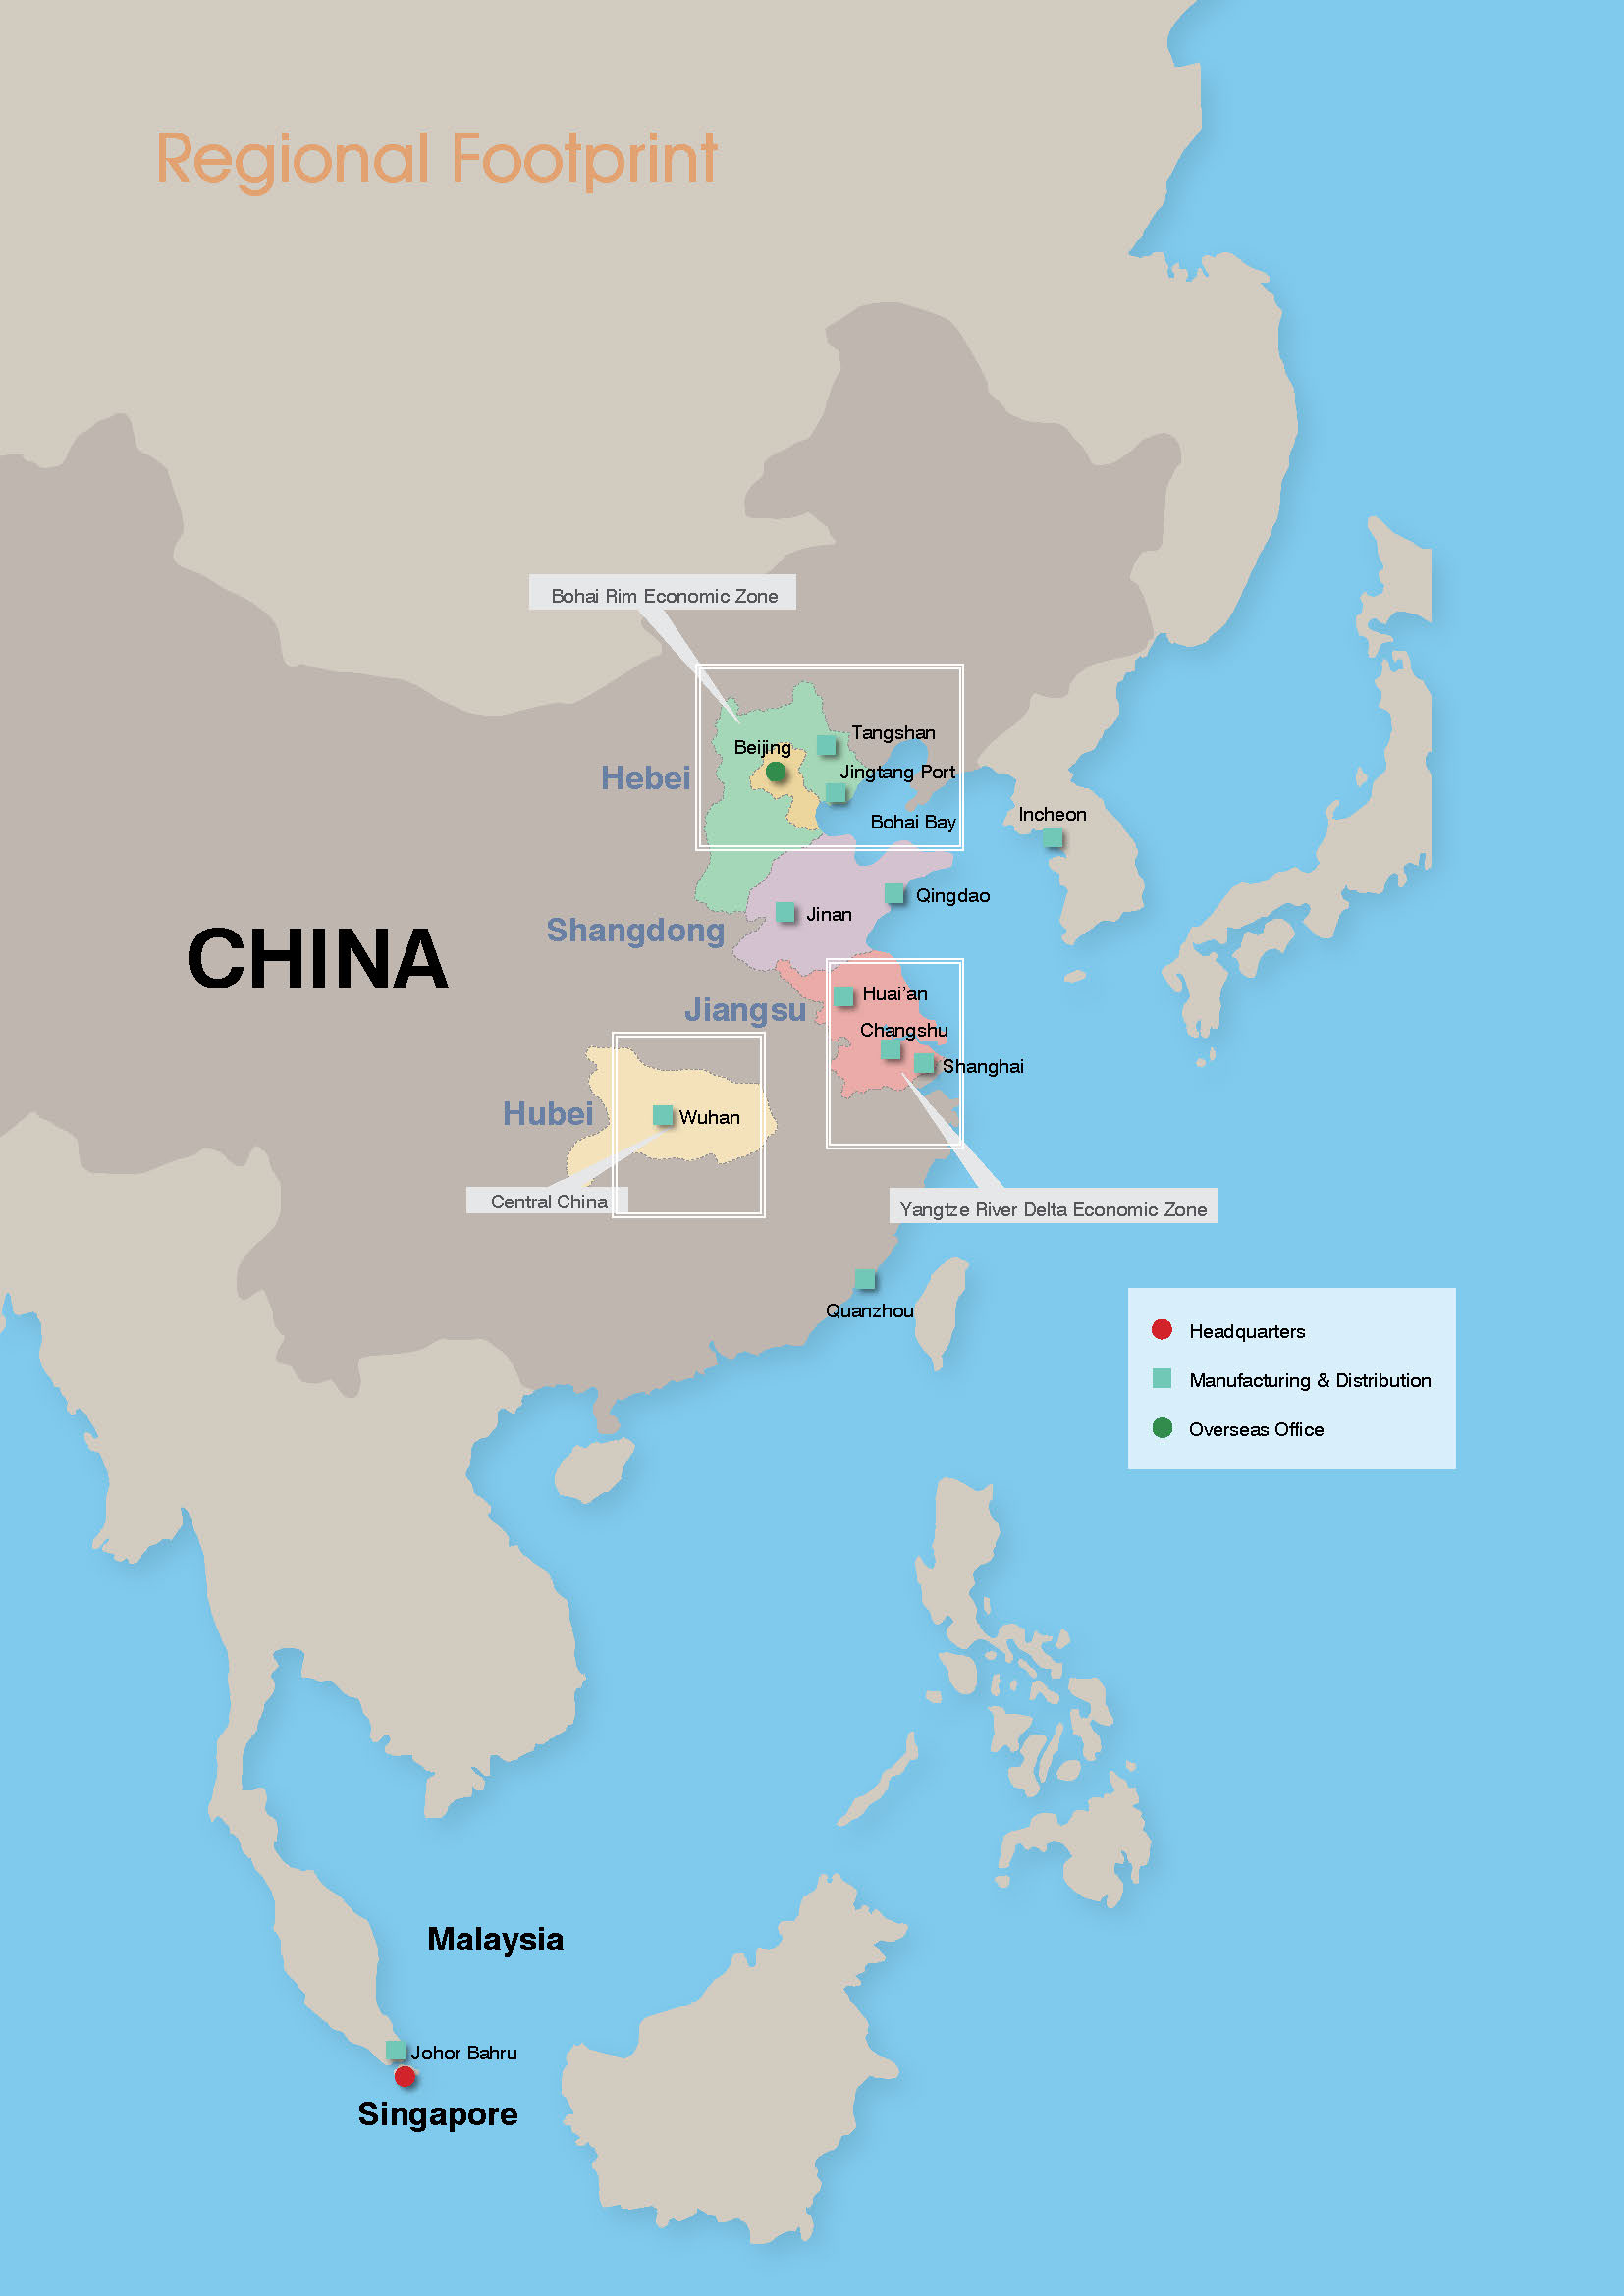 Regional Footprint
Bohai Rim Economic Zone
Tangshan
Beijing
Hebei
Jingtang Port
Bohai Bay
Incheon
Qingdao
Jinan
Shangdong
CHINA
Huai'an
Jiangsu
Changshu
Shanghai
Hubei
Wuhan
Central China
Yangtze River Delta Economic Zone
Quanzhou
Headquarters
Manufacturing & Distribution
Overseas Office
Malaysia
Johor Bahru
Singapore